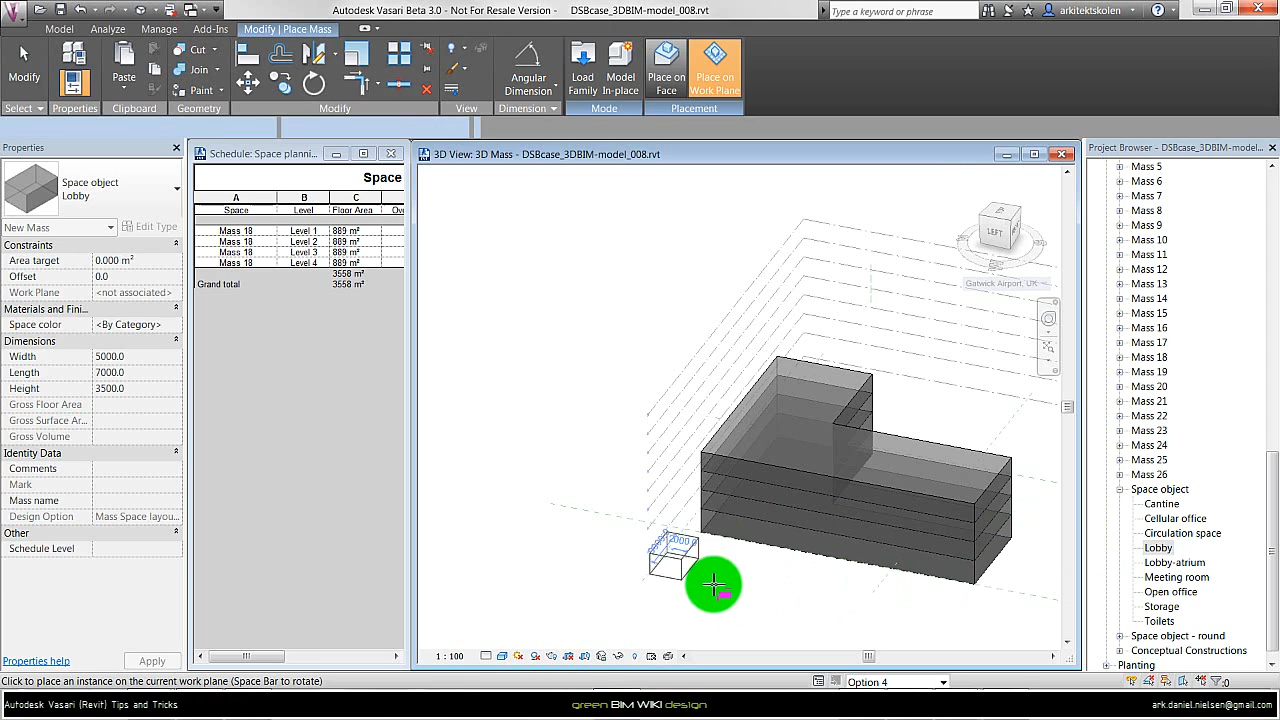 Autodesk Vasari Beta 3.0 - Not For Resale Version - DSBcase_3DBIM-model_008.rvt
Type a keyword or phrase
arkitektskolen
Model Analyze Manage Add-Ins Modify | Place Mass
Modify
Paste
Cut
Join
Paint
Angular Dimension
Load Family
Model In-place
Place on Face
Place on Work Plane
Select Properties Clipboard Geometry Modify View Dimension Mode Placement
Properties
Space object
Lobby
New Mass
Edit Type
Constraints
Area target 0.000 m²
Offset 0.0
Work Plane <not associated>
Materials and Fini...
Space color <By Category>
Dimensions
Width 5000.0
Length 7000.0
Height 3500.0
Gross Floor Area
Gross Surface Ar...
Gross Volume
Identity Data
Comments
Mark
Mass name
Design Option Mass Space layou...
Other
Schedule Level
Properties help
Apply
Schedule: Space planni...
Space
A B C
Space Level Floor Area
Mass 18 Level 1 889 m²
Mass 18 Level 2 889 m²
Mass 18 Level 3 889 m²
Mass 18 Level 4 889 m²
3558 m²
Grand total 3558 m²
3D View: 3D Mass - DSBcase_3DBIM-model_008.rvt
LEFT
Gatwick Airport, UK
2000.0
1 : 100
Project Browser - DSBcase_3DBIM-model...
Mass 5
Mass 6
Mass 7
Mass 8
Mass 9
Mass 10
Mass 11
Mass 12
Mass 13
Mass 14
Mass 15
Mass 16
Mass 17
Mass 18
Mass 19
Mass 20
Mass 21
Mass 22
Mass 23
Mass 24
Mass 25
Mass 26
Space object
Cantine
Cellular office
Circulation space
Lobby
Lobby-atrium
Meeting room
Open office
Storage
Toilets
Space object - round
Conceptual Constructions
Planting
Click to place an instance on the current work plane (Space Bar to rotate)
Option 4
:0
Autodesk Vasari (Revit) Tips and Tricks
green BIM WIKI design
ark.daniel.nielsen@gmail.com